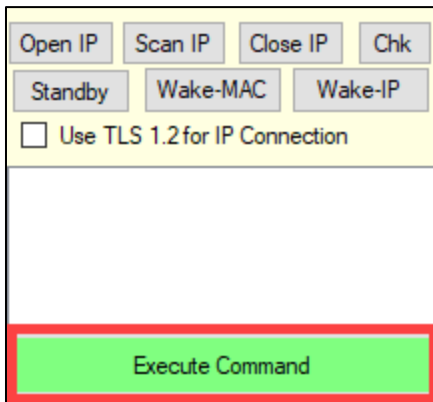 Open IP Scan IP Close IP Chk
Standby Wake-MAC Wake-IP
Use TLS 1.2 for IP Connection
Execute Command